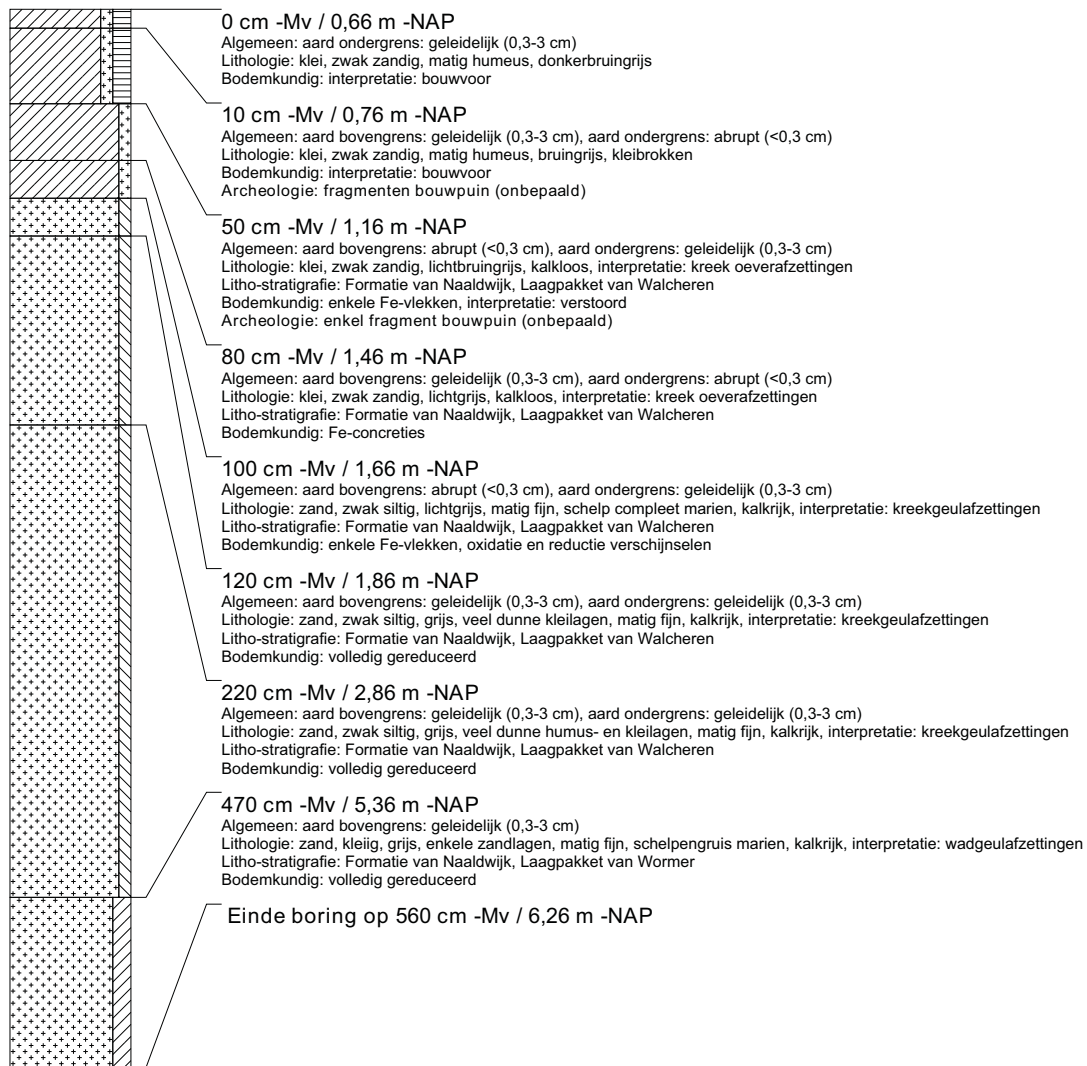 0 cm -Mv / 0,66 m -NAP
Algemeen: aard ondergrens: geleidelijk (0,3-3 cm)
Lithologie: klei, zwak zandig, matig humeus, donkerbruingrijs
Bodemkundig: interpretatie: bouwvoor
10 cm -Mv / 0,76 m -NAP
Algemeen: aard bovengrens: geleidelijk (0,3-3 cm), aard ondergrens: abrupt (<0,3 cm)
Lithologie: klei, zwak zandig, matig humeus, bruingrijs, kleibrokken
Bodemkundig: interpretatie: bouwvoor
Archeologie: fragmenten bouwpuin (onbepaald)
50 cm -Mv / 1,16 m -NAP
Algemeen: aard bovengrens: abrupt (<0,3 cm), aard ondergrens: geleidelijk (0,3-3 cm)
Lithologie: klei, zwak zandig, lichtbruingrijs, kalkloos, interpretatie: kreek oeverafzettingen
Litho-stratigrafie: Formatie van Naaldwijk, Laagpakket van Walcheren
Bodemkundig: enkele Fe-vlekken, interpretatie: verstoord
Archeologie: enkel fragment bouwpuin (onbepaald)
80 cm -Mv / 1,46 m -NAP
Algemeen: aard bovengrens: geleidelijk (0,3-3 cm), aard ondergrens: abrupt (<0,3 cm)
Lithologie: klei, zwak zandig, lichtgrijs, kalkloos, interpretatie: kreek oeverafzettingen
Litho-stratigrafie: Formatie van Naaldwijk, Laagpakket van Walcheren
Bodemkundig: Fe-concreties
100 cm -Mv / 1,66 m -NAP
Algemeen: aard bovengrens: abrupt (<0,3 cm), aard ondergrens: geleidelijk (0,3-3 cm)
Lithologie: zand, zwak siltig, lichtgrijs, matig fijn, schelp compleet marien, kalkrijk, interpretatie: kreekgeulafzettingen
Litho-stratigrafie: Formatie van Naaldwijk, Laagpakket van Walcheren
Bodemkundig: enkele Fe-vlekken, oxidatie en reductie verschijnselen
120 cm -Mv / 1,86 m -NAP
Algemeen: aard bovengrens: geleidelijk (0,3-3 cm), aard ondergrens: geleidelijk (0,3-3 cm)
Lithologie: zand, zwak siltig, grijs, veel dunne kleilagen, matig fijn, kalkrijk, interpretatie: kreekgeulafzettingen
Litho-stratigrafie: Formatie van Naaldwijk, Laagpakket van Walcheren
Bodemkundig: volledig gereduceerd
220 cm -Mv / 2,86 m -NAP
Algemeen: aard bovengrens: geleidelijk (0,3-3 cm), aard ondergrens: geleidelijk (0,3-3 cm)
Lithologie: zand, zwak siltig, grijs, veel dunne humus- en kleilagen, matig fijn, kalkrijk, interpretatie: kreekgeulafzettingen
Litho-stratigrafie: Formatie van Naaldwijk, Laagpakket van Walcheren
Bodemkundig: volledig gereduceerd
470 cm -Mv / 5,36 m -NAP
Algemeen: aard bovengrens: geleidelijk (0,3-3 cm)
Lithologie: zand, kleiig, grijs, enkele zandlagen, matig fijn, schelpengruis marien, kalkrijk, interpretatie: wadgeulafzettingen
Litho-stratigrafie: Formatie van Naaldwijk, Laagpakket van Wormer
Bodemkundig: volledig gereduceerd
Einde boring op 560 cm -Mv / 6,26 m -NAP